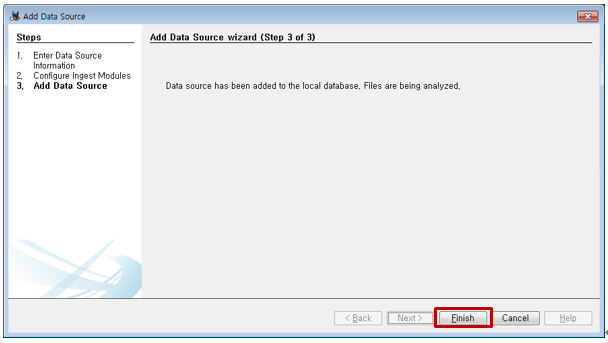 Add Data Source
Steps
1, Enter Data Source
Information
2, Configure Ingest Modules
3, Add Data Source
Add Data Source wizard (Step 3 of 3)
Data source has been added to the local database, Files are being analyzed,
< Back
Next >
Finish
Cancel
Help